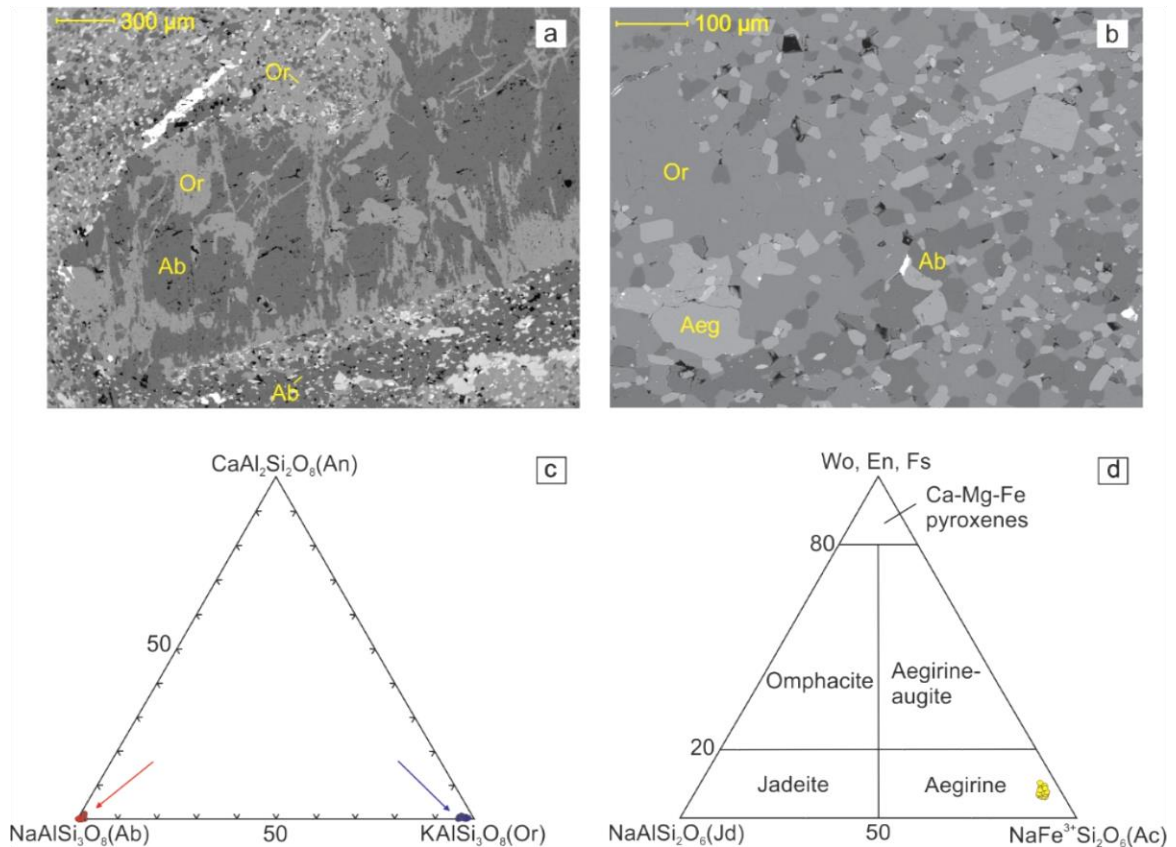 300 µm
a
Or
Or
Ab
Ab
100 µm
b
Or
Ab
Aeg
CaAl₂Si₂O₈(An)
c
50
NaAlSi₃O₈(Ab)
50
KAlSi₃O₈(Or)
Wo, En, Fs
d
Ca-Mg-Fe
pyroxenes
80
Omphacite
Aegirine-
augite
20
Jadeite
Aegirine
NaAlSi₂O₆(Jd)
50
NaFe³⁺Si₂O₆(Ac)